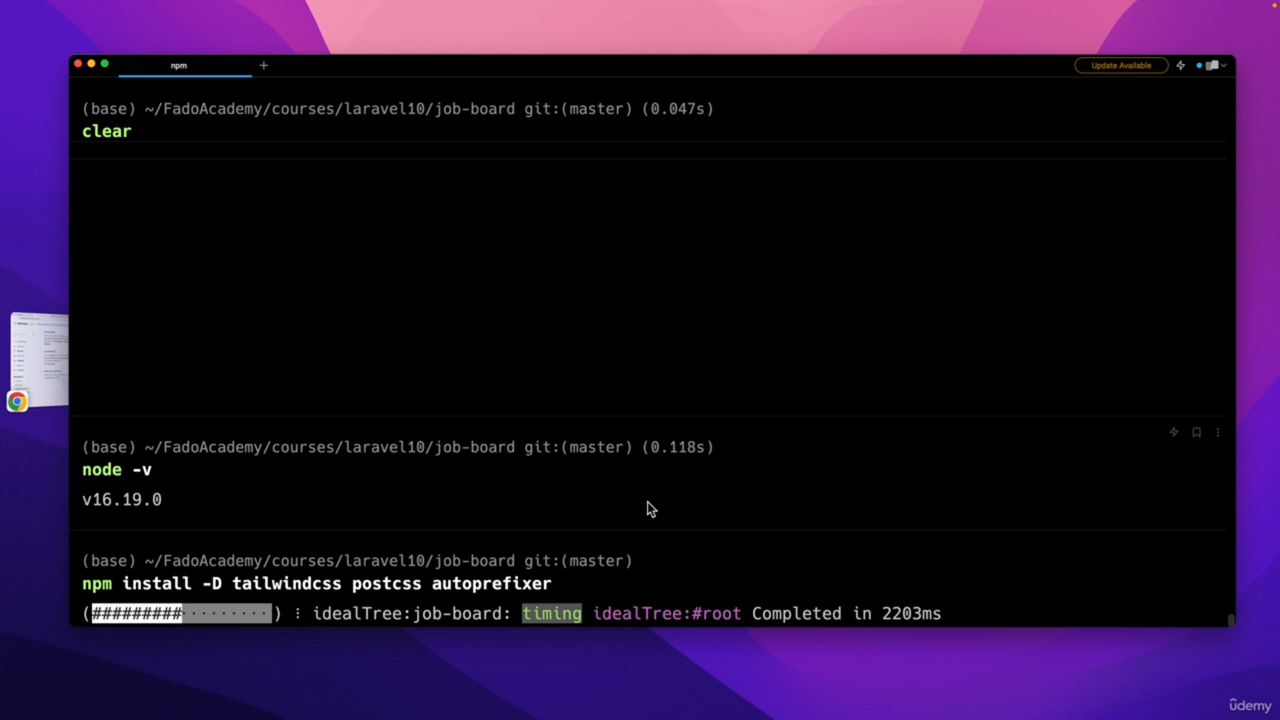 npm
Update Available
(base) ~/FadoAcademy/courses/laravel10/job-board git:(master) (0.047s)
clear
(base) ~/FadoAcademy/courses/laravel10/job-board git:(master) (0.118s)
node -v
v16.19.0
(base) ~/FadoAcademy/courses/laravel10/job-board git:(master)
npm install -D tailwindcss postcss autoprefixer
(#########⠂⠂⠂⠂⠂⠂⠂⠂⠂) ⠸ idealTree:job-board: timing idealTree:#root Completed in 2203ms
ûdemy